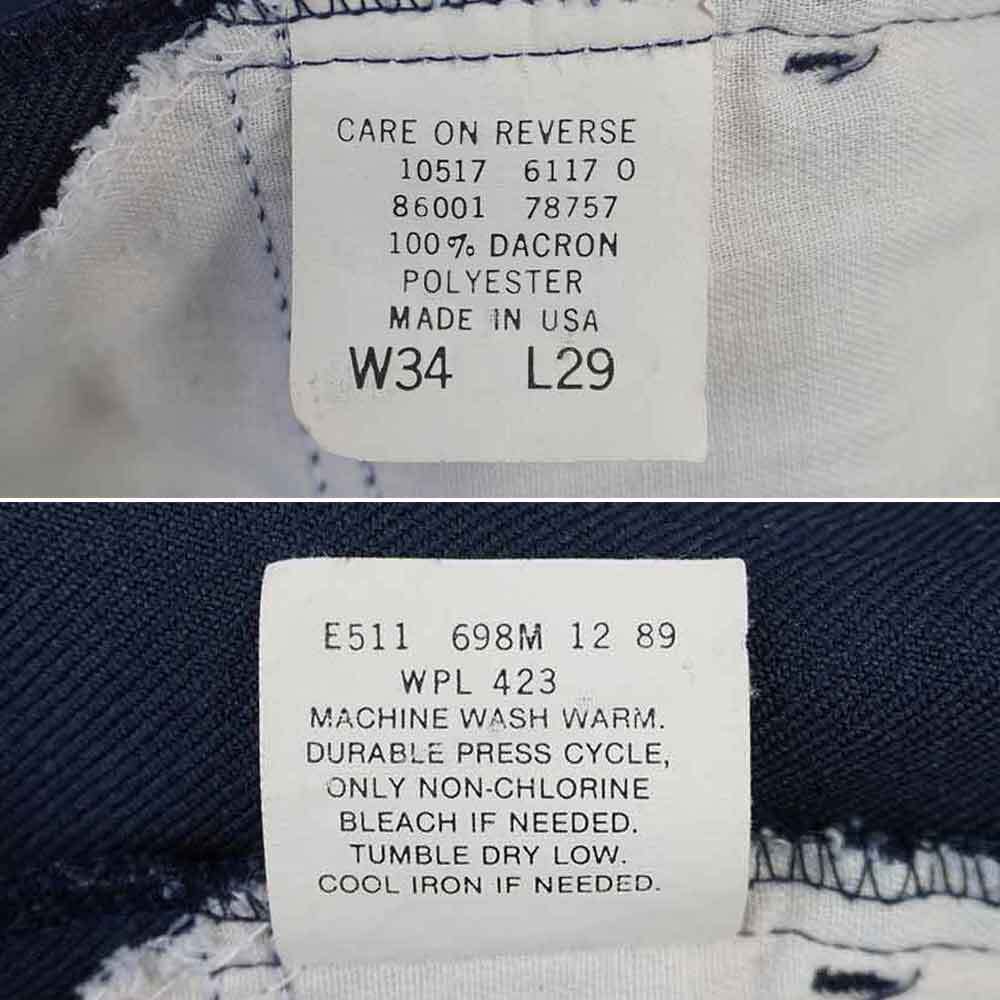 CARE ON REVERSE
10517 6117 0
86001 78757
100% DACRON
POLYESTER
MADE IN USA
W34 L29
E511 698M 12 89
WPL 423
MACHINE WASH WARM.
DURABLE PRESS CYCLE,
ONLY NON-CHLORINE
BLEACH IF NEEDED.
TUMBLE DRY LOW.
COOL IRON IF NEEDED.